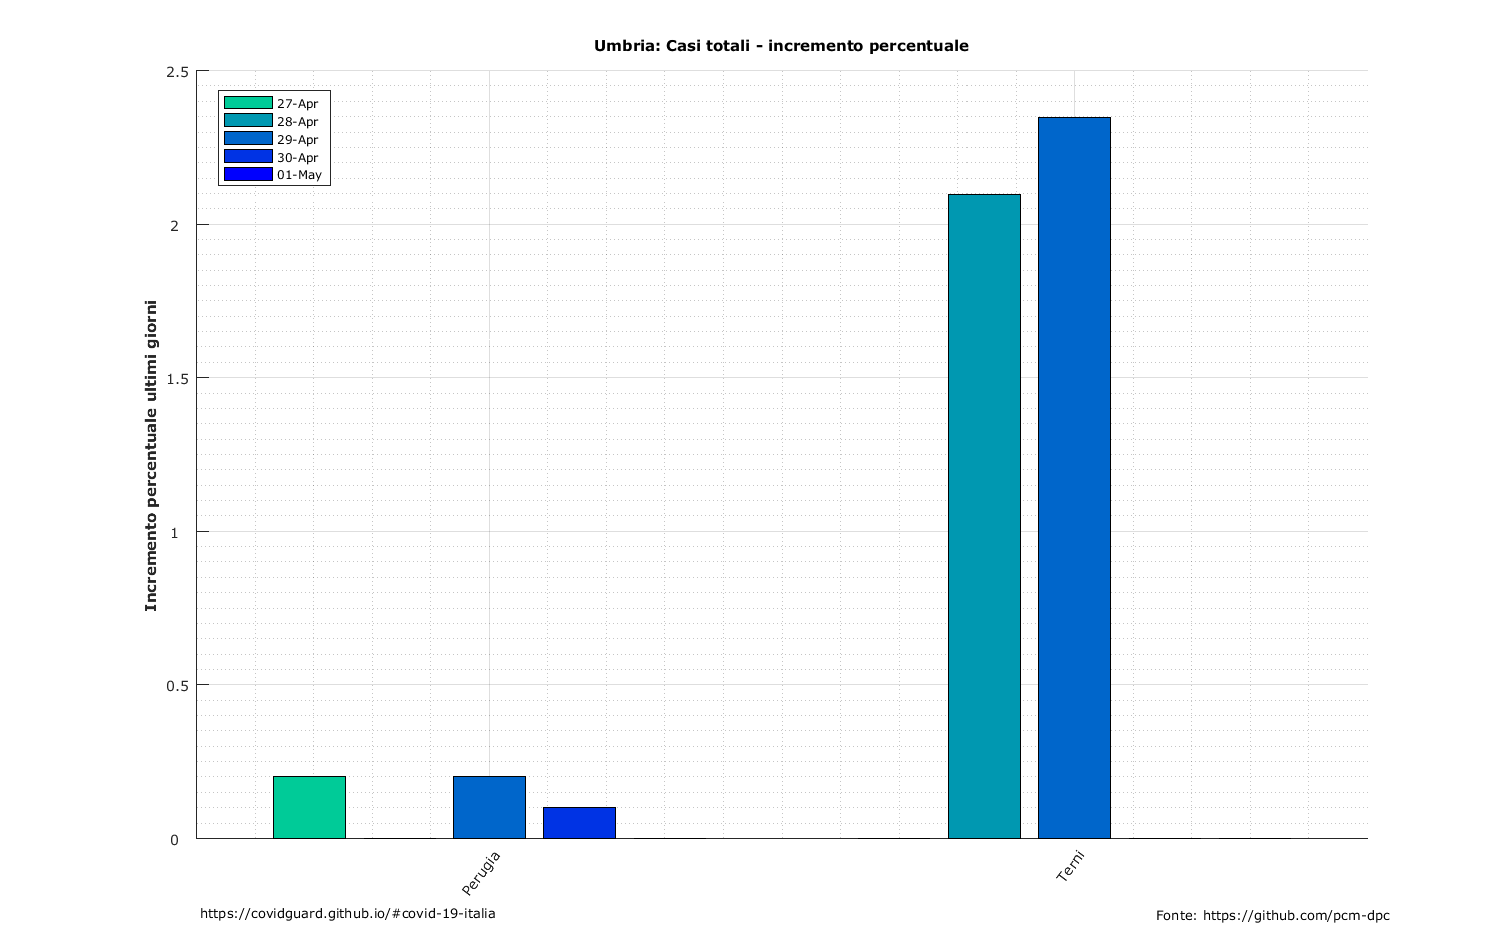 Umbria: Casi totali - incremento percentuale
Incremento percentuale ultimi giorni
2.5
2
1.5
1
0.5
0
27-Apr
28-Apr
29-Apr
30-Apr
01-May
Perugia
Terni
https://covidguard.github.io/#covid-19-italia
Fonte: https://github.com/pcm-dpc